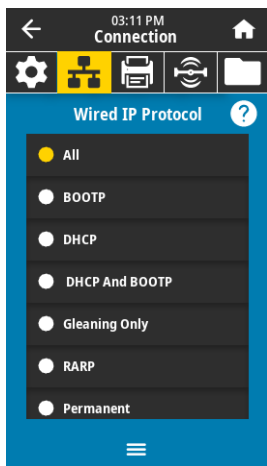 03:11 PM
Connection
Wired IP Protocol
?
All
BOOTP
DHCP
DHCP And BOOTP
Gleaning Only
RARP
Permanent